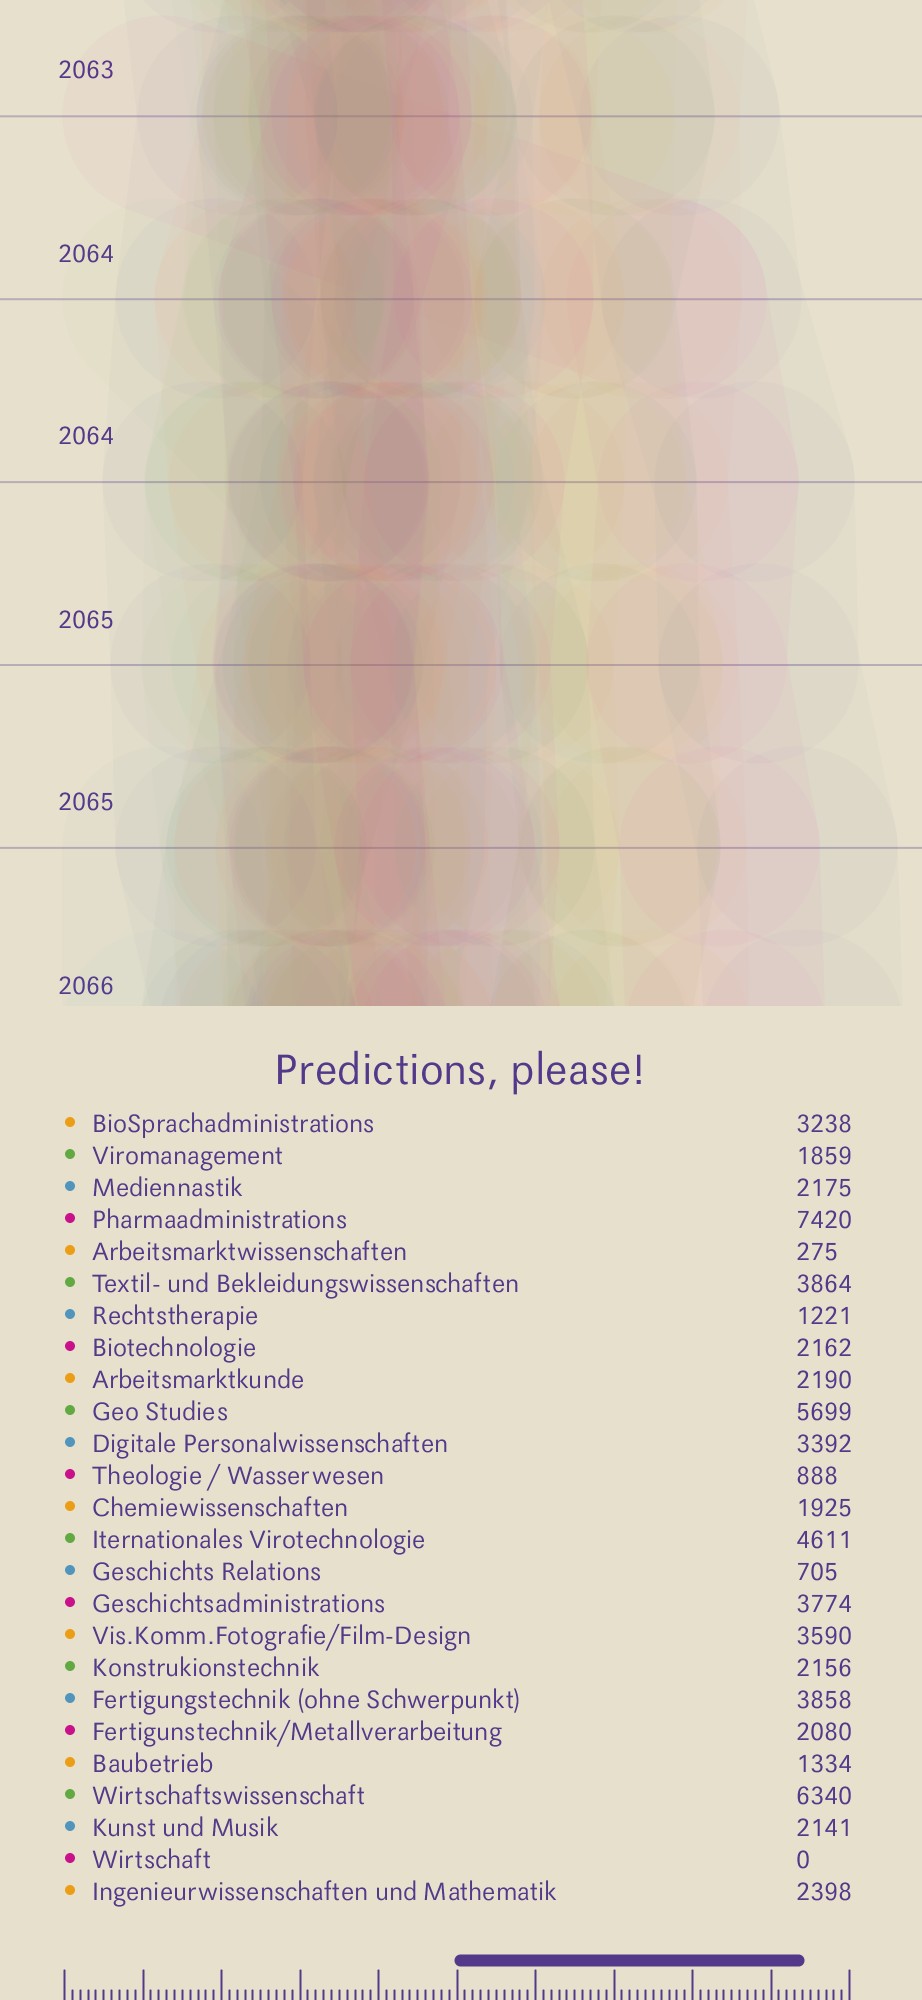 2063
2064
2064
2065
2065
2066
Predictions, please!
BioSprachadministrations 3238
Viromanagement 1859
Mediennastik 2175
Pharmaadministrations 7420
Arbeitsmarktwissenschaften 275
Textil- und Bekleidungswissenschaften 3864
Rechtstherapie 1221
Biotechnologie 2162
Arbeitsmarktkunde 2190
Geo Studies 5699
Digitale Personalwissenschaften 3392
Theologie / Wasserwesen 888
Chemiewissenschaften 1925
Iternationales Virotechnologie 4611
Geschichts Relations 705
Geschichtsadministrations 3774
Vis.Komm.Fotografie/Film-Design 3590
Konstrukionstechnik 2156
Fertigungstechnik (ohne Schwerpunkt) 3858
Fertigunstechnik/Metallverarbeitung 2080
Baubetrieb 1334
Wirtschaftswissenschaft 6340
Kunst und Musik 2141
Wirtschaft 0
Ingenieurwissenschaften und Mathematik 2398